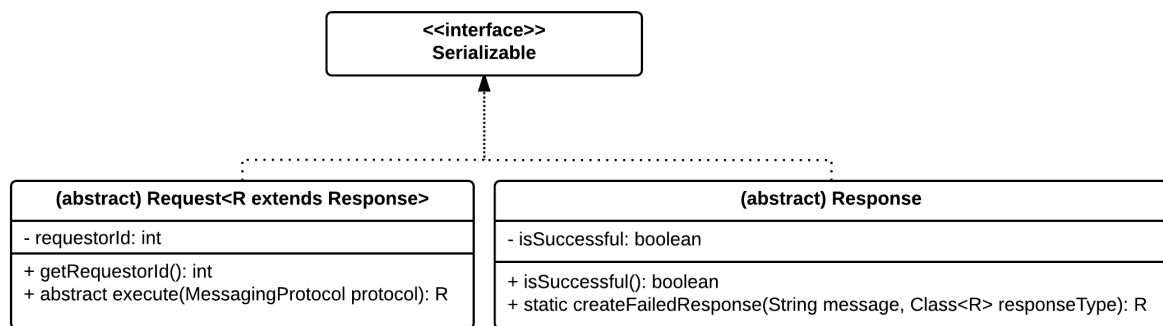 <<interface>>
Serializable
(abstract) Request<R extends Response>
- requestorId: int
+ getRequestorId(): int
+ abstract execute(MessagingProtocol protocol): R
(abstract) Response
- isSuccessful: boolean
+ isSuccessful(): boolean
+ static createFailedResponse(String message, Class<R> responseType): R